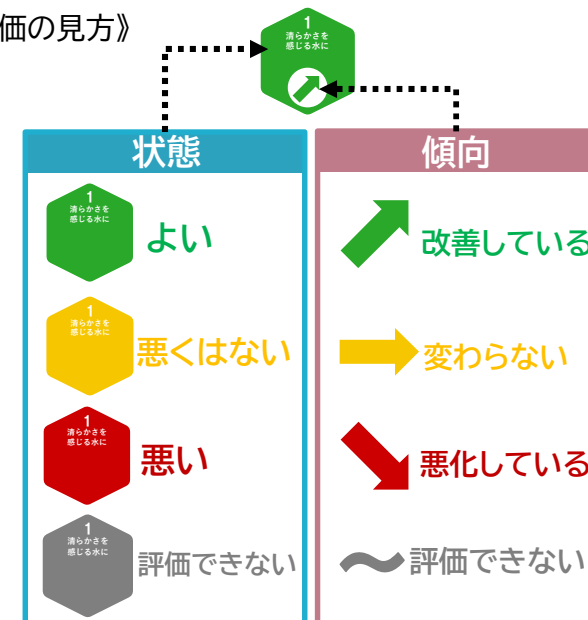 価の見方》
1
清らかさを
感じる水に
状態
傾向
1
清らかさを
感じる水に
よい
改善している
1
清らかさを
感じる水に
悪くはない
変わらない
1
清らかさを
感じる水に
悪い
悪化している
1
清らかさを
感じる水に
評価できない
評価できない